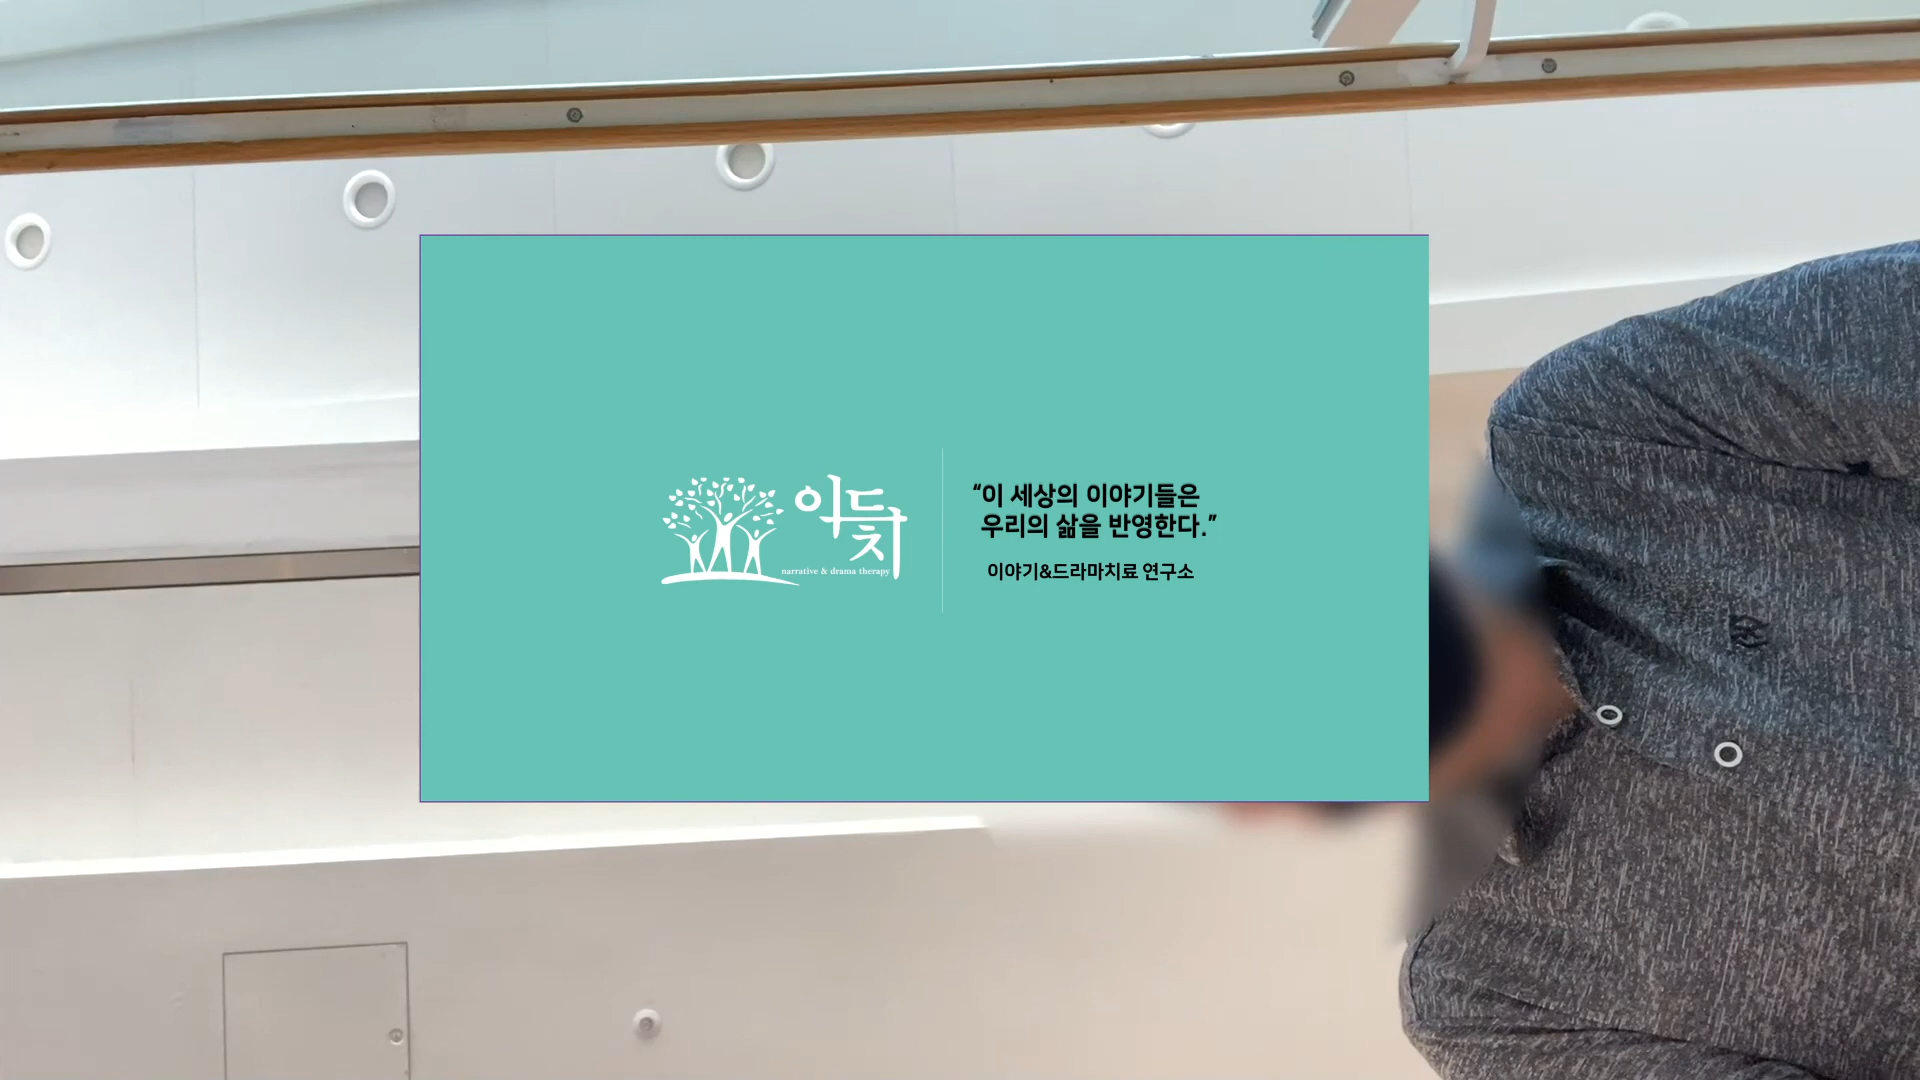 이드치
narrative & drama therapy
“이 세상의 이야기들은
우리의 삶을 반영한다.”
이야기&드라마치료 연구소